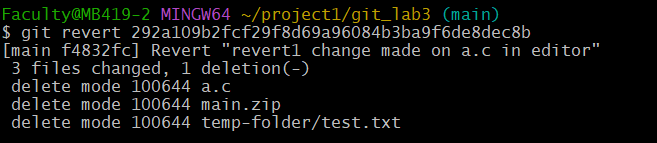 Faculty@MB419-2 MINGW64 ~/project1/git_lab3 (main)
$ git revert 292a109b2fcf29f8d69a96084b3ba9f6de8dec8b
[main f4832fc] Revert "revert1 change made on a.c in editor"
 3 files changed, 1 deletion(-)
 delete mode 100644 a.c
 delete mode 100644 main.zip
 delete mode 100644 temp-folder/test.txt